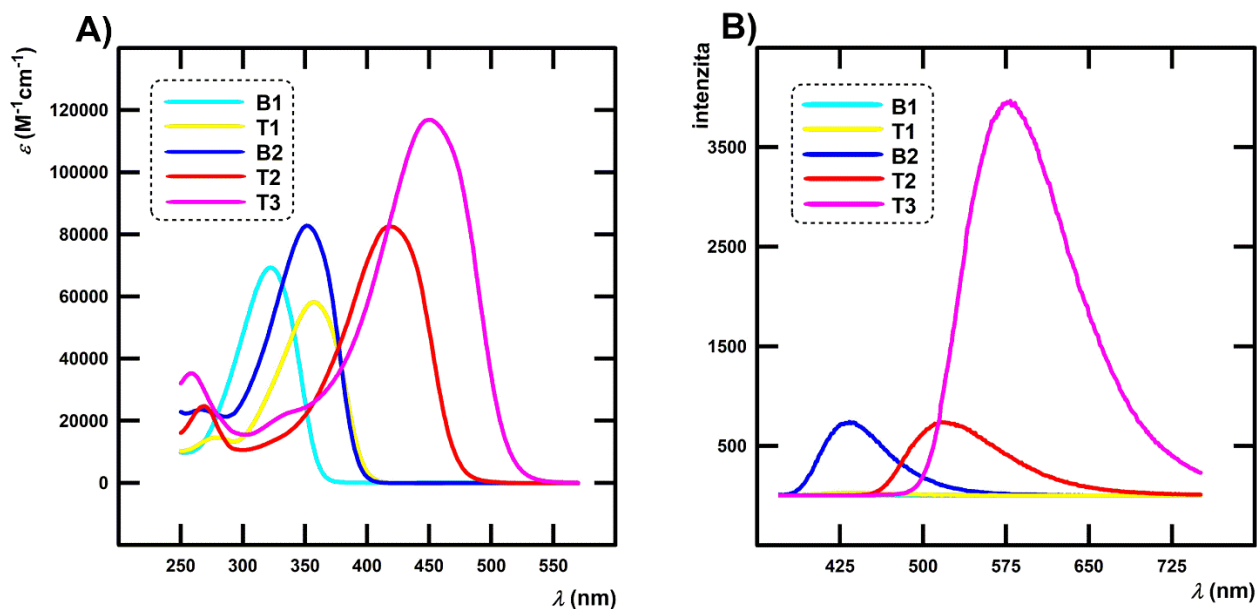 A)
ε (M⁻¹cm⁻¹)
120000
100000
80000
60000
40000
20000
0
B1
T1
B2
T2
T3
250 300 350 400 450 500 550
λ (nm)
B)
intenzita
3500
2500
1500
500
B1
T1
B2
T2
T3
425 500 575 650 725
λ (nm)